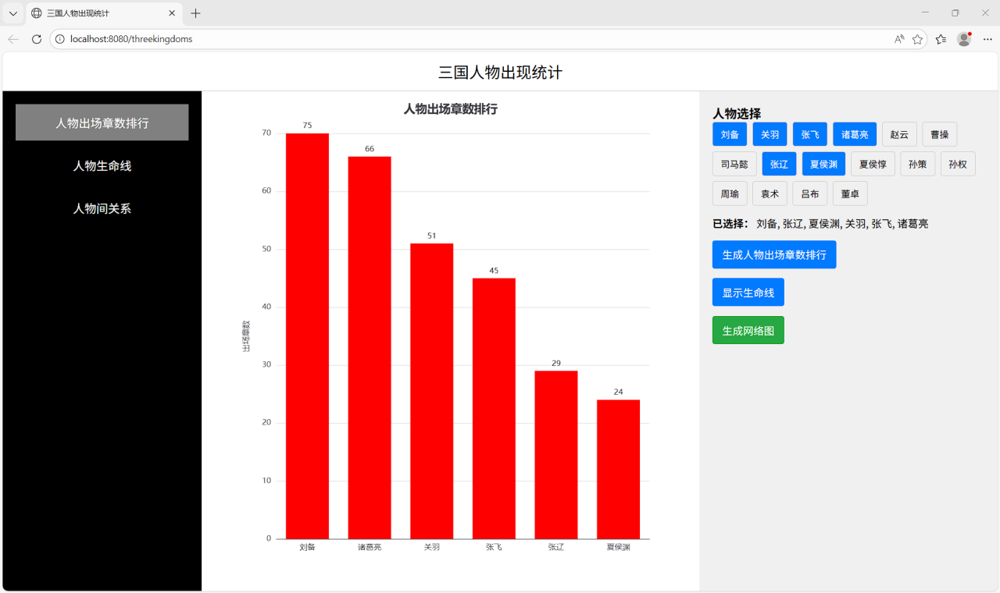 三国人物出现统计
localhost:8080/threekingdoms
三国人物出现统计
人物出场章数排行
人物生命线
人物间关系
人物出场章数排行
75
70
66
60
51
50
45
40
出场章数
30
29
24
20
10
0
刘备 诸葛亮 关羽 张飞 张辽 夏侯渊
人物选择
刘备 关羽 张飞 诸葛亮 赵云 曹操
司马懿 张辽 夏侯渊 夏侯惇 孙策 孙权
周瑜 袁术 吕布 董卓
已选择： 刘备, 张辽, 夏侯渊, 关羽, 张飞, 诸葛亮
生成人物出场章数排行
显示生命线
生成网络图